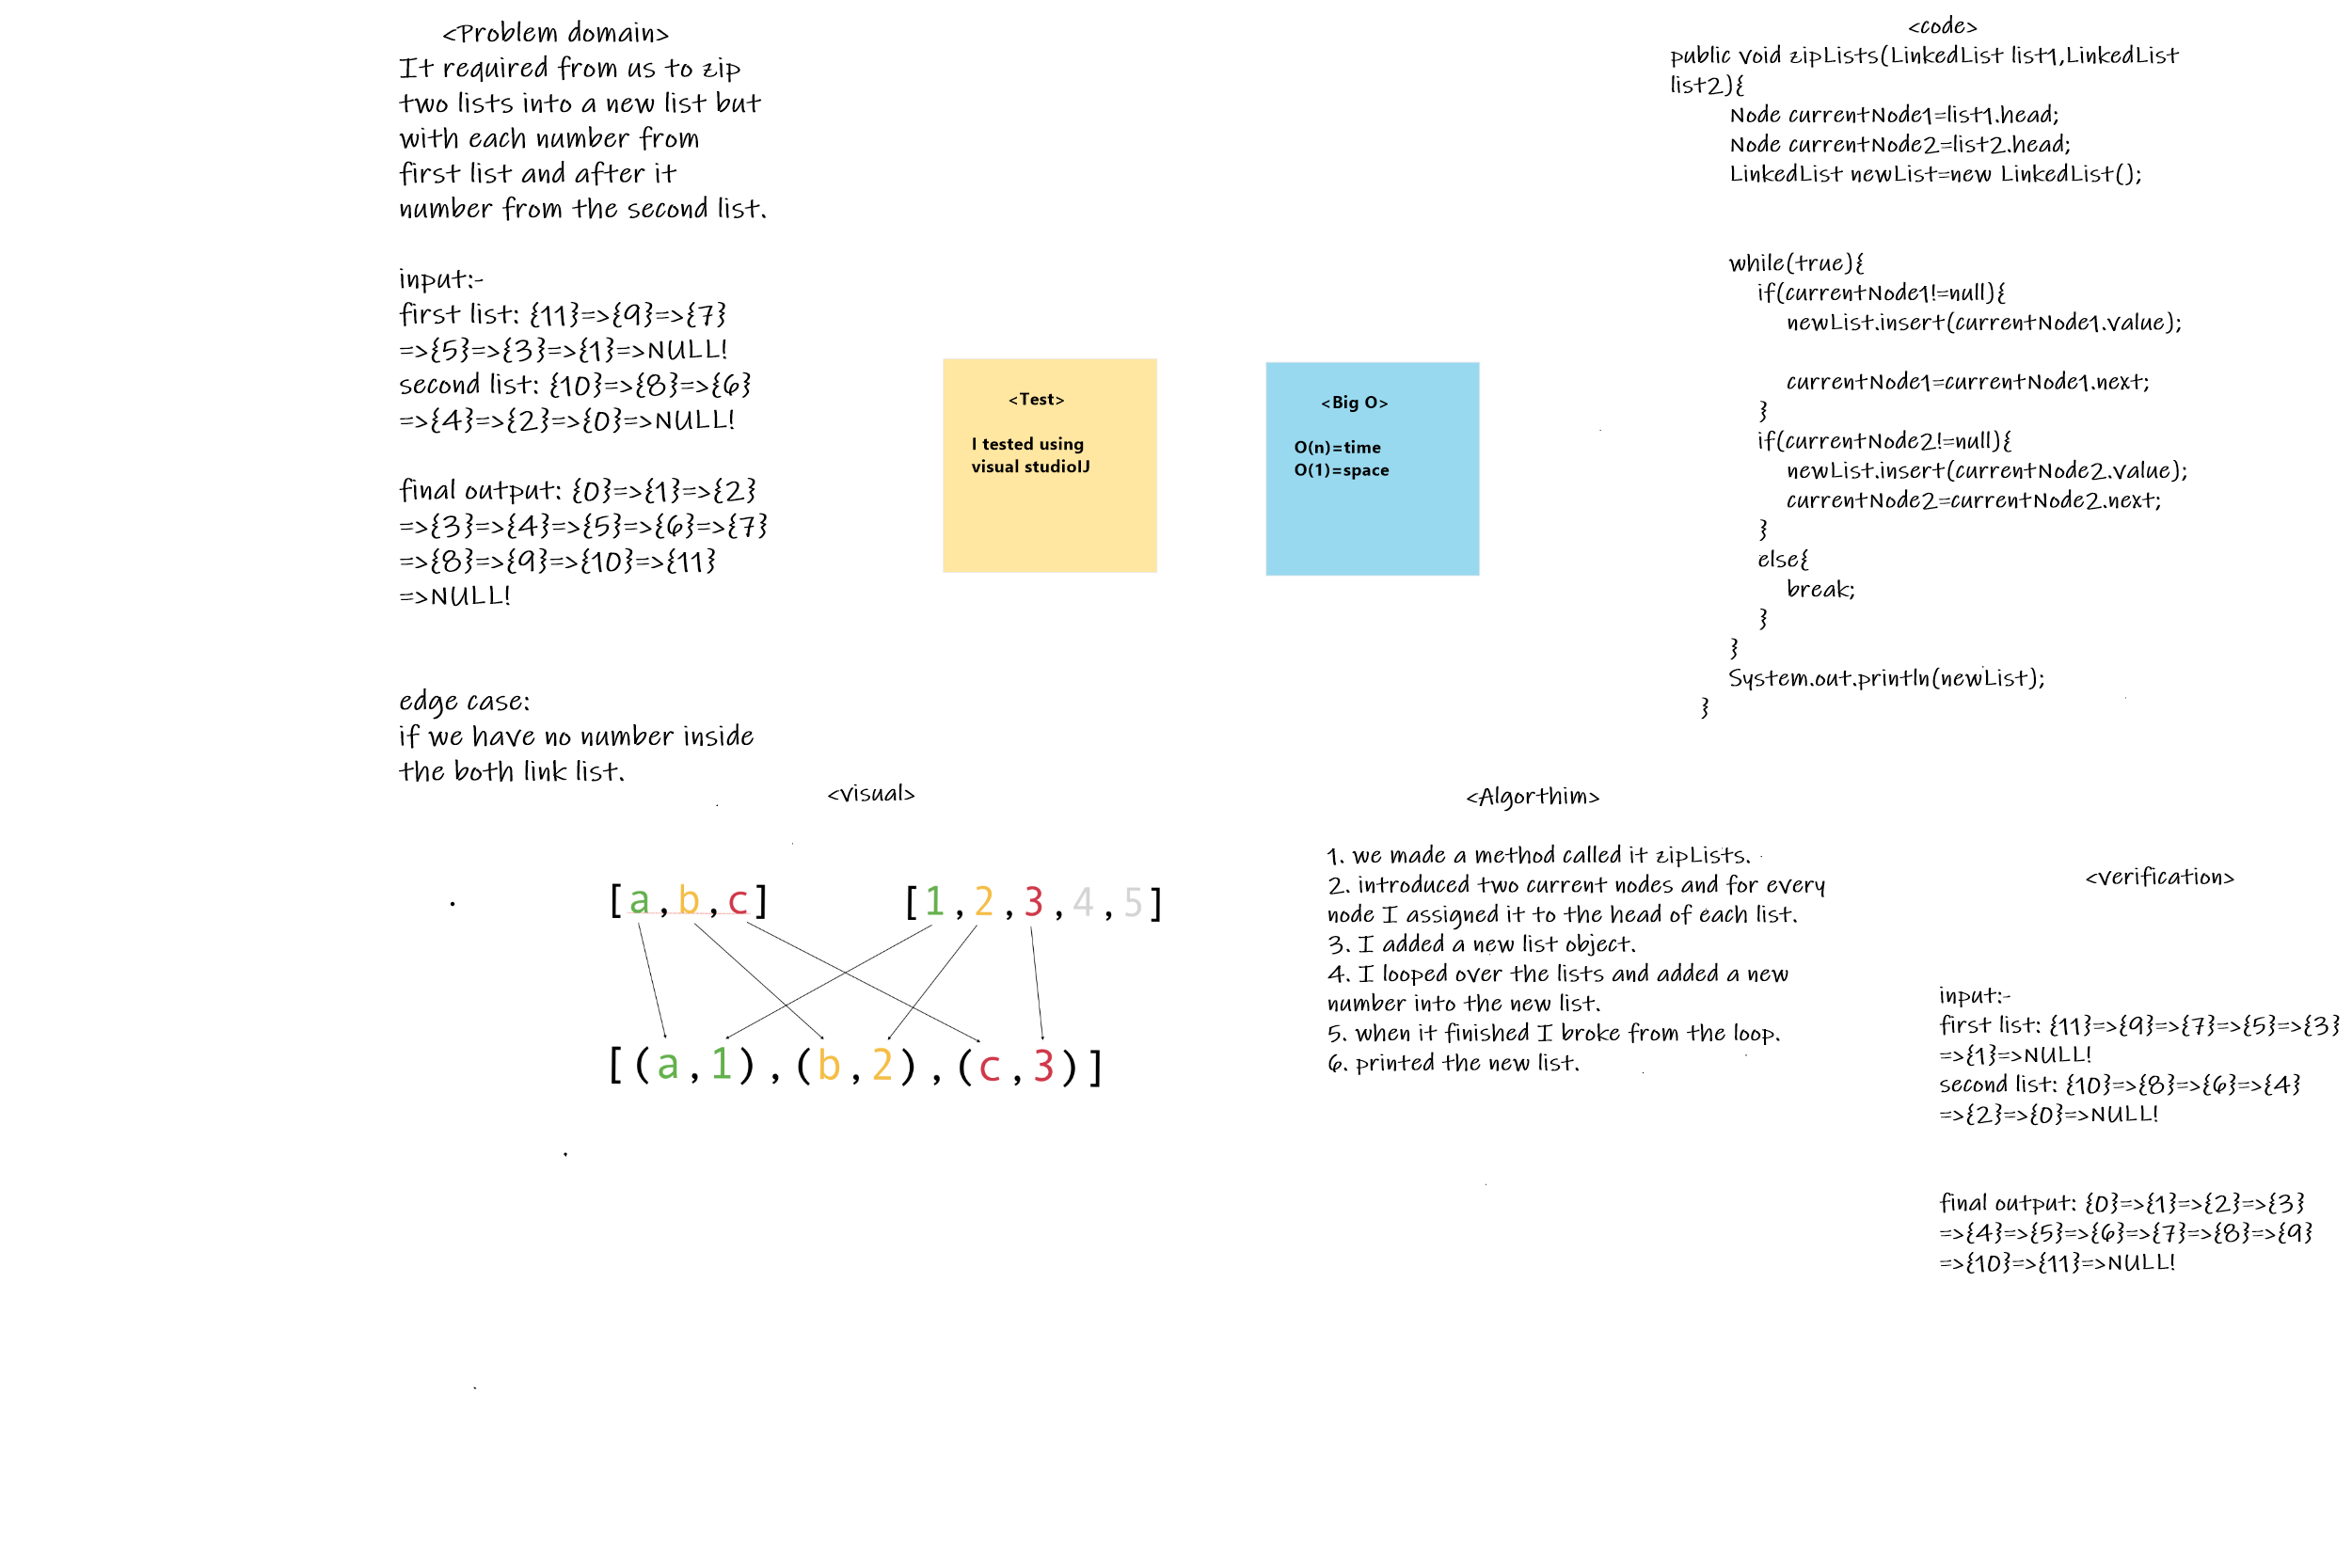 <Problem domain>
It required from us to zip
two lists into a new list but
with each number from
first list and after it
number from the second list.
input:-
first list: {11}=>{9}=>{7}
=>{5}=>{3}=>{1}=>NULL!
second list: {10}=>{8}=>{6}
=>{4}=>{2}=>{0}=>NULL!
final output: {0}=>{1}=>{2}
=>{3}=>{4}=>{5}=>{6}=>{7}
=>{8}=>{9}=>{10}=>{11}
=>NULL!
edge case:
if we have no number inside
the both link list.
<Test>
I tested using
visual studioIJ
<Big O>
O(n)=time
O(1)=space
<code>
public void zipLists(LinkedList list1,LinkedList
list2){
Node currentNode1=list1.head;
Node currentNode2=list2.head;
LinkedList newList=new LinkedList();
while(true){
if(currentNode1!=null){
newList.insert(currentNode1.value);
currentNode1=currentNode1.next;
}
if(currentNode2!=null){
newList.insert(currentNode2.value);
currentNode2=currentNode2.next;
}
else{
break;
}
}
System.out.println(newList);
}
<visual>
[a,b,c] [1,2,3,4,5]
[(a,1),(b,2),(c,3)]
<Algorthim>
1. we made a method called it zipLists.
2. introduced two current nodes and for every
node I assigned it to the head of each list.
3. I added a new list object.
4. I looped over the lists and added a new
number into the new list.
5. when it finished I broke from the loop.
6. printed the new list.
<verification>
input:-
first list: {11}=>{9}=>{7}=>{5}=>{3}
=>{1}=>NULL!
second list: {10}=>{8}=>{6}=>{4}
=>{2}=>{0}=>NULL!
final output: {0}=>{1}=>{2}=>{3}
=>{4}=>{5}=>{6}=>{7}=>{8}=>{9}
=>{10}=>{11}=>NULL!